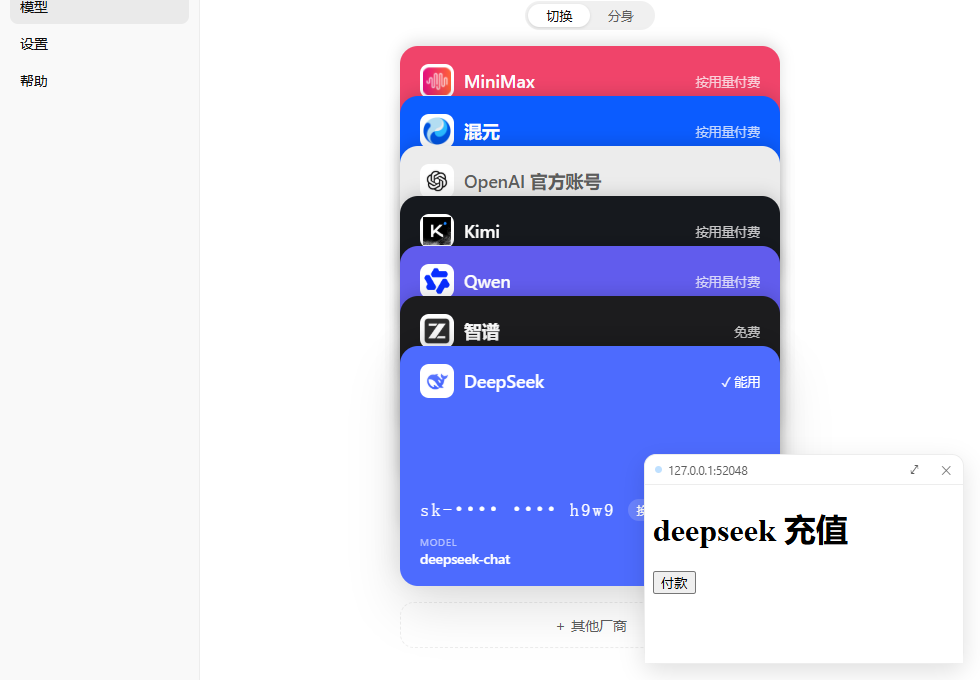 模型
设置
帮助
切换 分身
MiniMax 按用量付费
混元 按用量付费
OpenAI 官方账号
Kimi 按用量付费
Qwen 按用量付费
智谱 免费
DeepSeek ✓ 能用
sk-•••• •••• h9w9
MODEL
deepseek-chat
+ 其他厂商
127.0.0.1:52048
deepseek 充值
付款